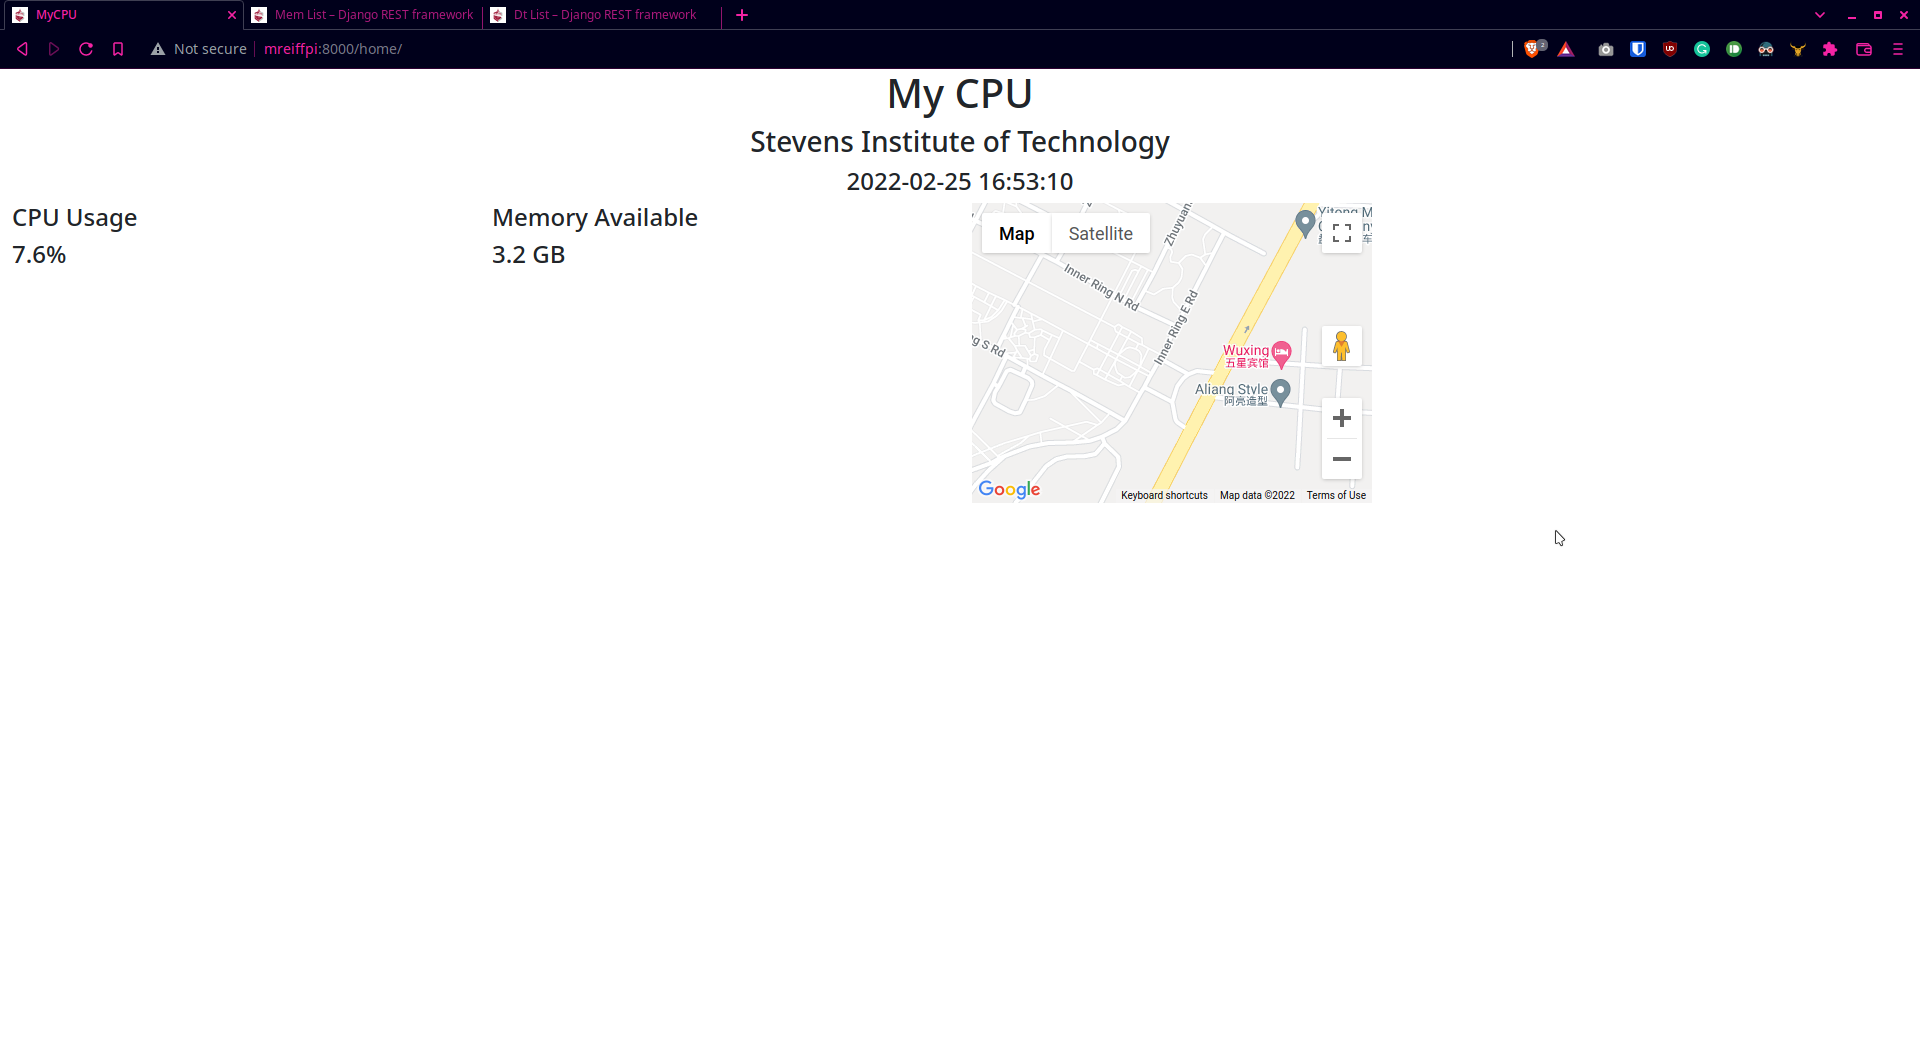 MyCPU
Mem List – Django REST framework
Dt List – Django REST framework
Not secure
mreiffpi:8000/home/
My CPU
Stevens Institute of Technology
2022-02-25 16:53:10
CPU Usage
7.6%
Memory Available
3.2 GB
Map
Satellite
Zhuyuan
Yitong M
Inner Ring N Rd
Inner Ring E Rd
g S Rd
Wuxing
五星宾馆
Aliang Style
阿亮造型
Google
Keyboard shortcuts
Map data ©2022
Terms of Use